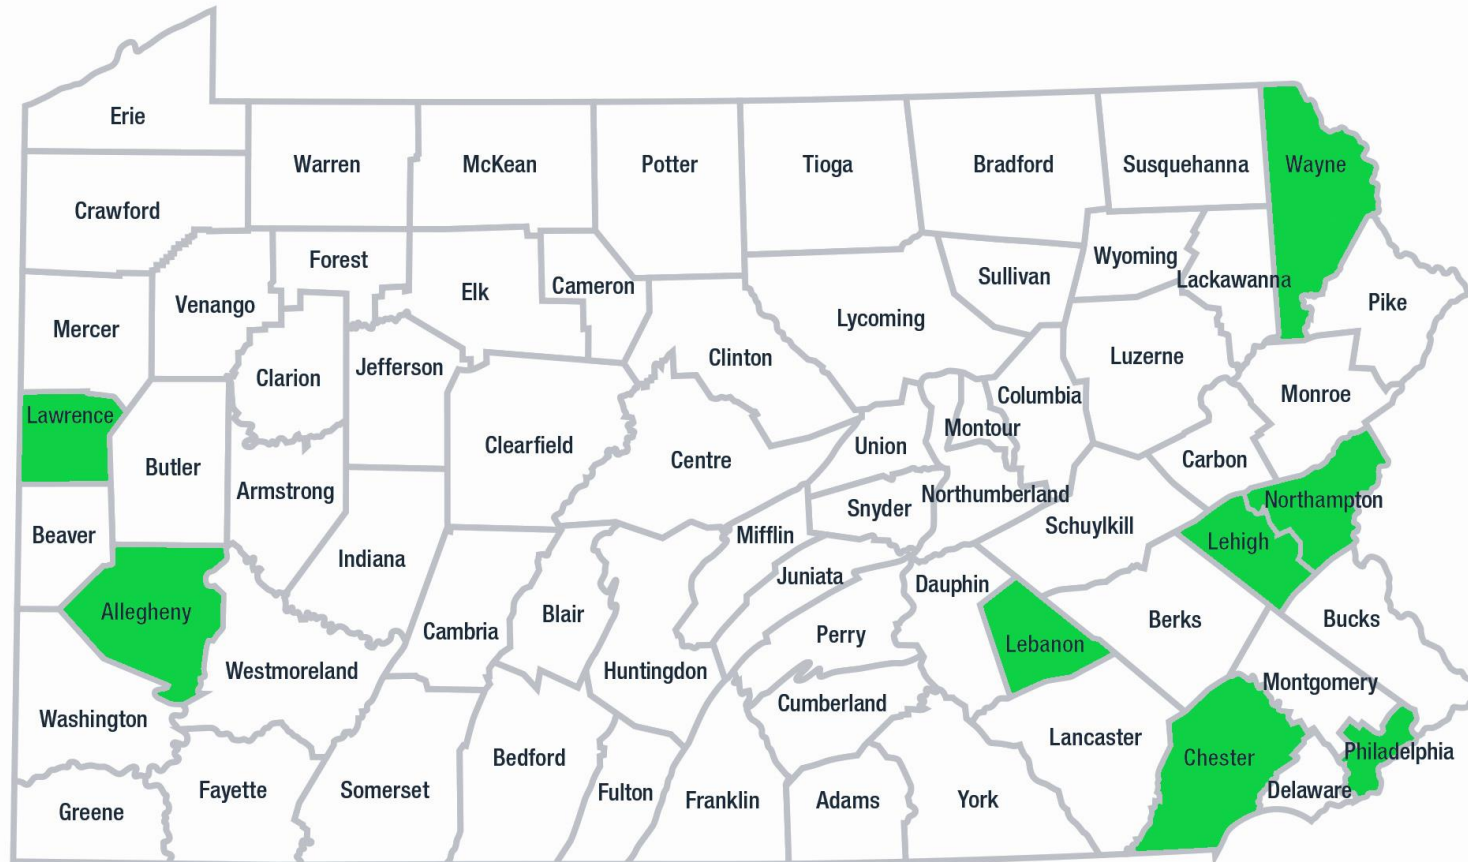 Erie
Warren
McKean
Potter
Tioga
Bradford
Susquehanna
Wayne
Crawford
Forest
Venango
Elk
Cameron
Sullivan
Wyoming
Lackawanna
Pike
Mercer
Lycoming
Clarion
Jefferson
Clinton
Luzerne
Columbia
Monroe
Lawrence
Butler
Clearfield
Centre
Union
Montour
Carbon
Armstrong
Snyder
Northumberland
Northampton
Beaver
Indiana
Mifflin
Schuylkill
Lehigh
Juniata
Dauphin
Allegheny
Cambria
Blair
Perry
Lebanon
Berks
Bucks
Westmoreland
Huntingdon
Montgomery
Washington
Cumberland
Lancaster
Chester
Philadelphia
Greene
Fayette
Somerset
Bedford
Fulton
Franklin
Adams
York
Delaware